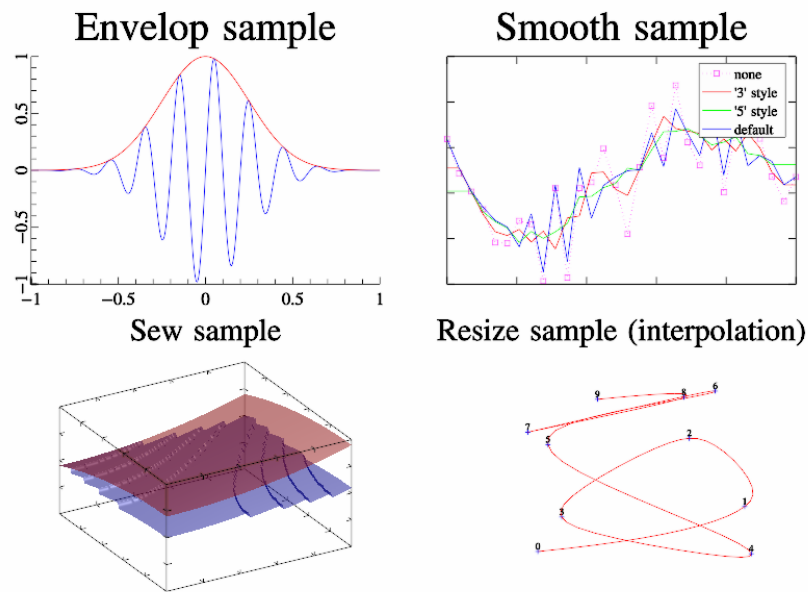 Envelop sample
1
0.5
0
−0.5
−1
−1
−0.5
0
0.5
1
Smooth sample
none
'3' style
'5' style
default
Sew sample
Resize sample (interpolation)
9
8
6
7
5
2
3
1
0
4